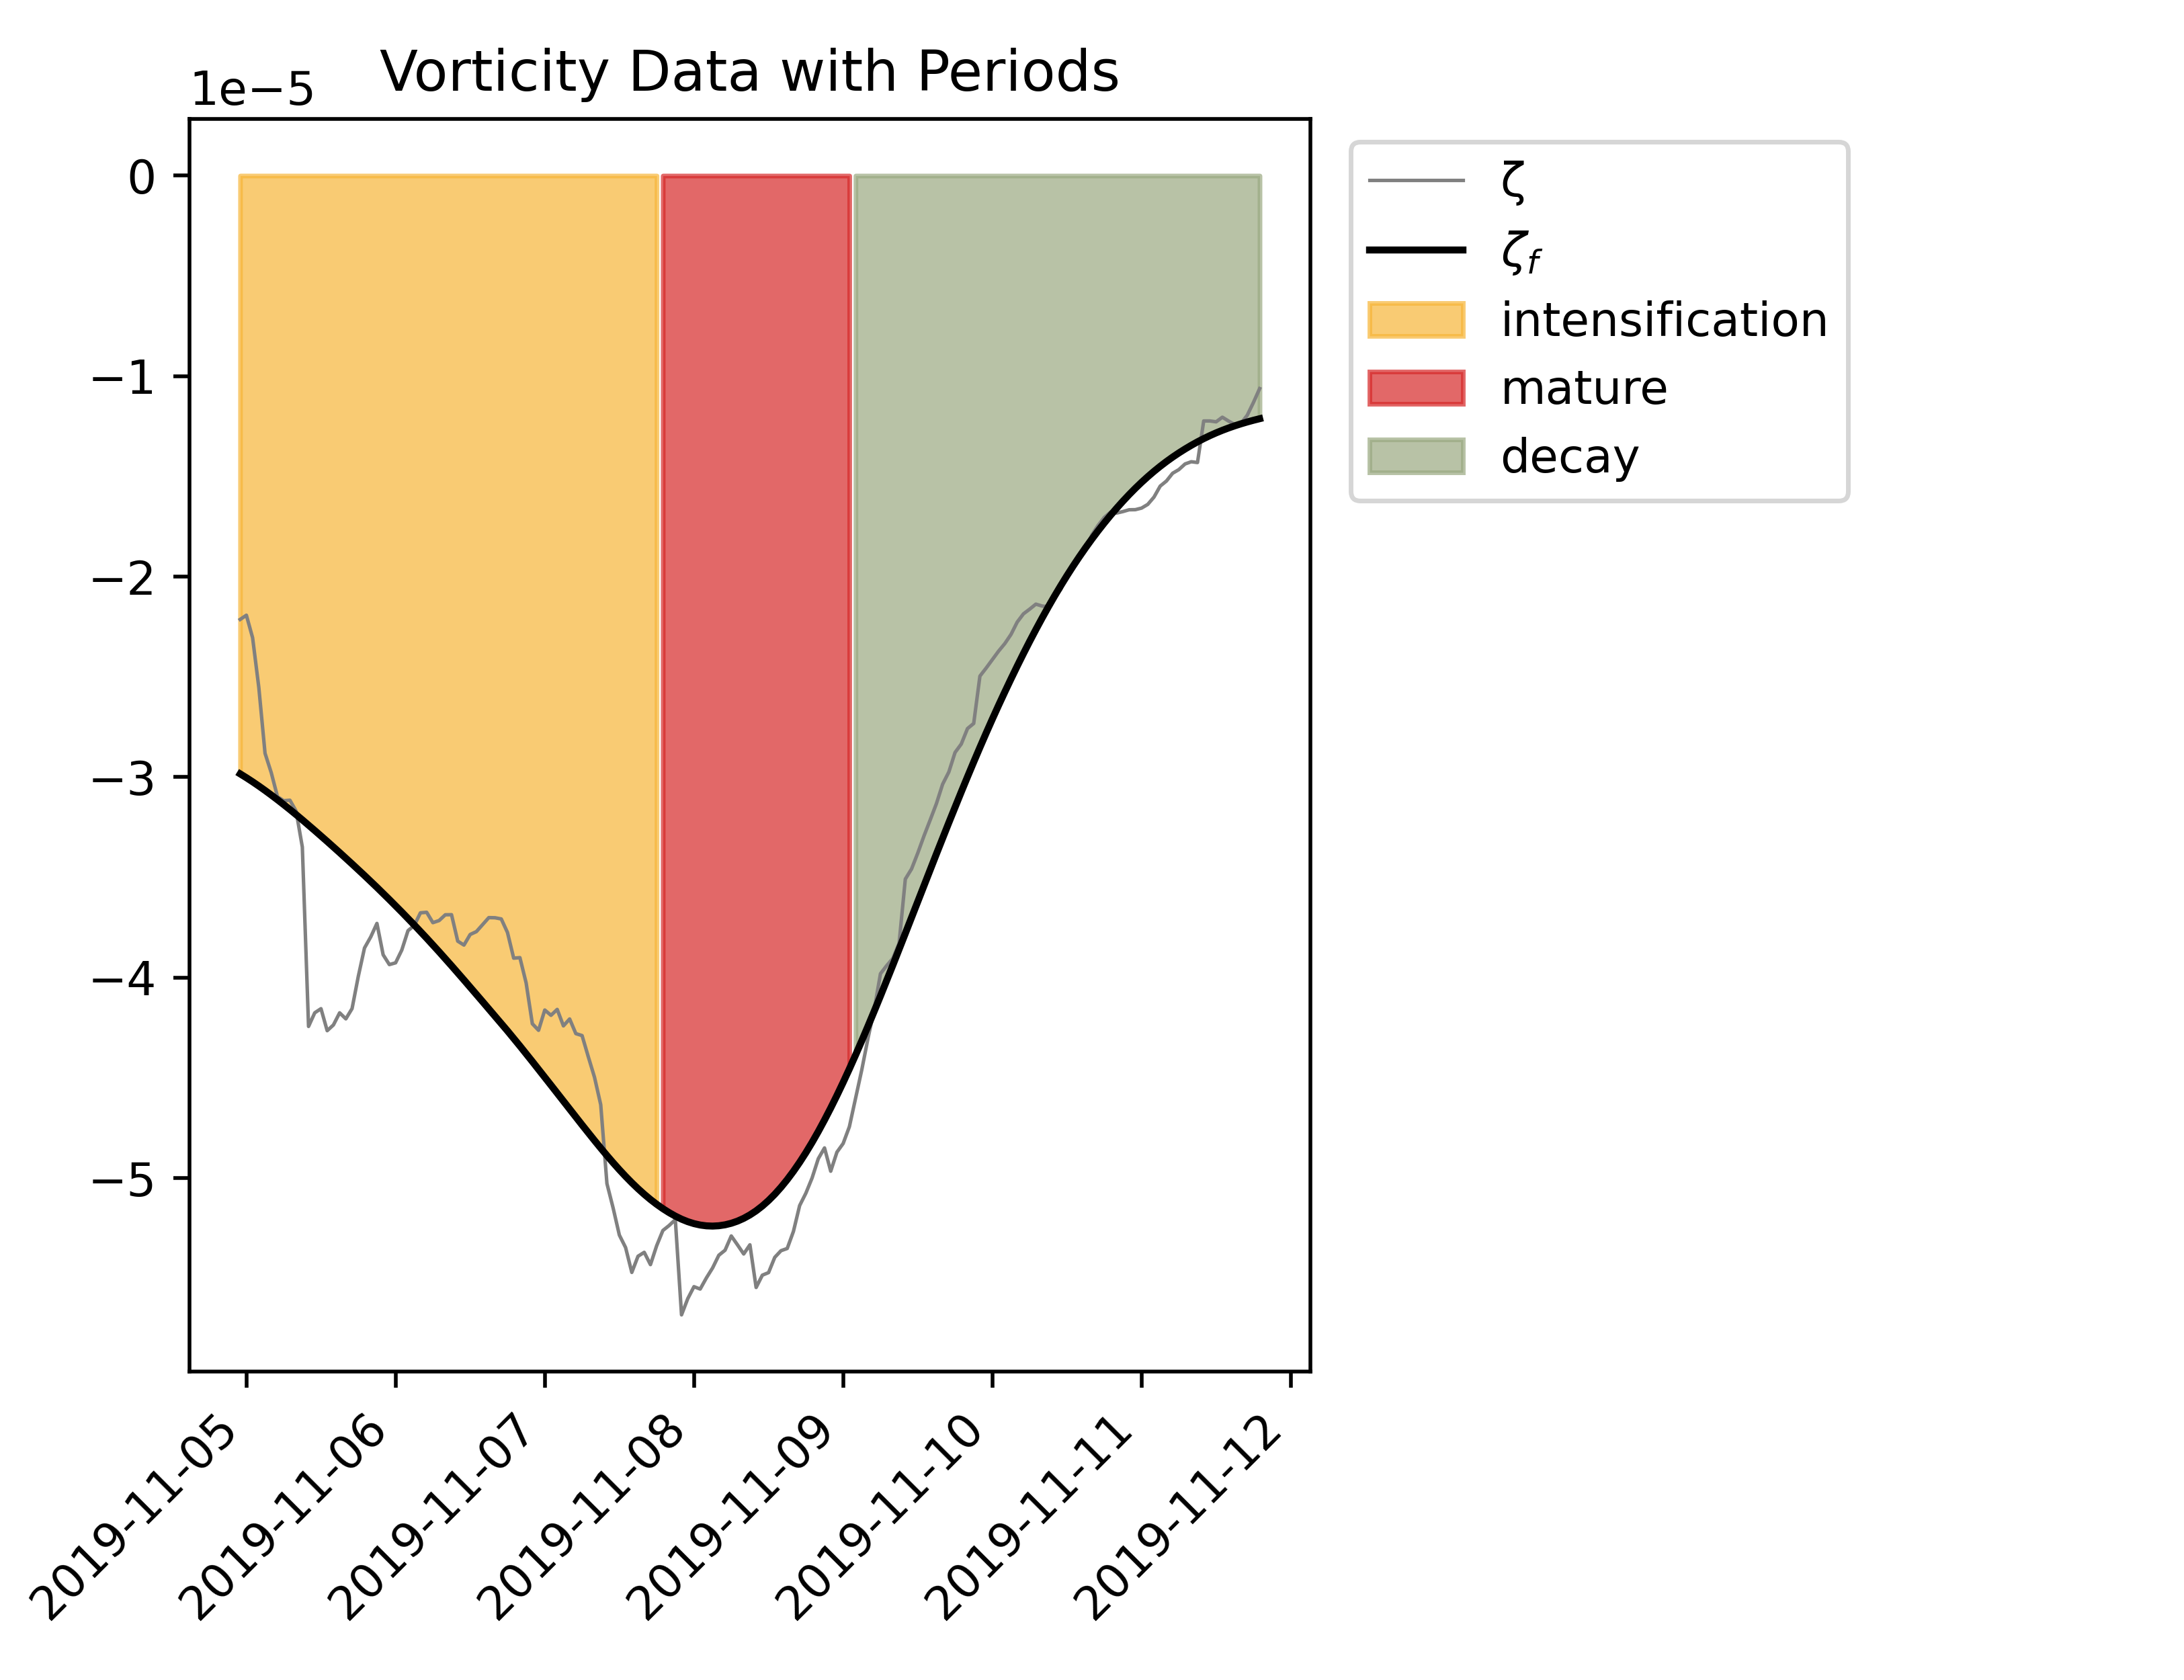 Vorticity Data with Periods
1e−5
0
−1
−2
−3
−4
−5
2019-11-05
2019-11-06
2019-11-07
2019-11-08
2019-11-09
2019-11-10
2019-11-11
2019-11-12
ζ
ζf
intensification
mature
decay